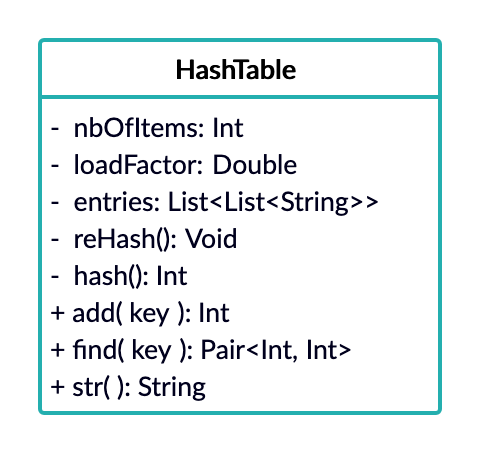 HashTable
- nbOfItems: Int
- loadFactor: Double
- entries: List<List<String>>
- reHash(): Void
- hash(): Int
+ add( key ): Int
+ find( key ): Pair<Int, Int>
+ str( ): String